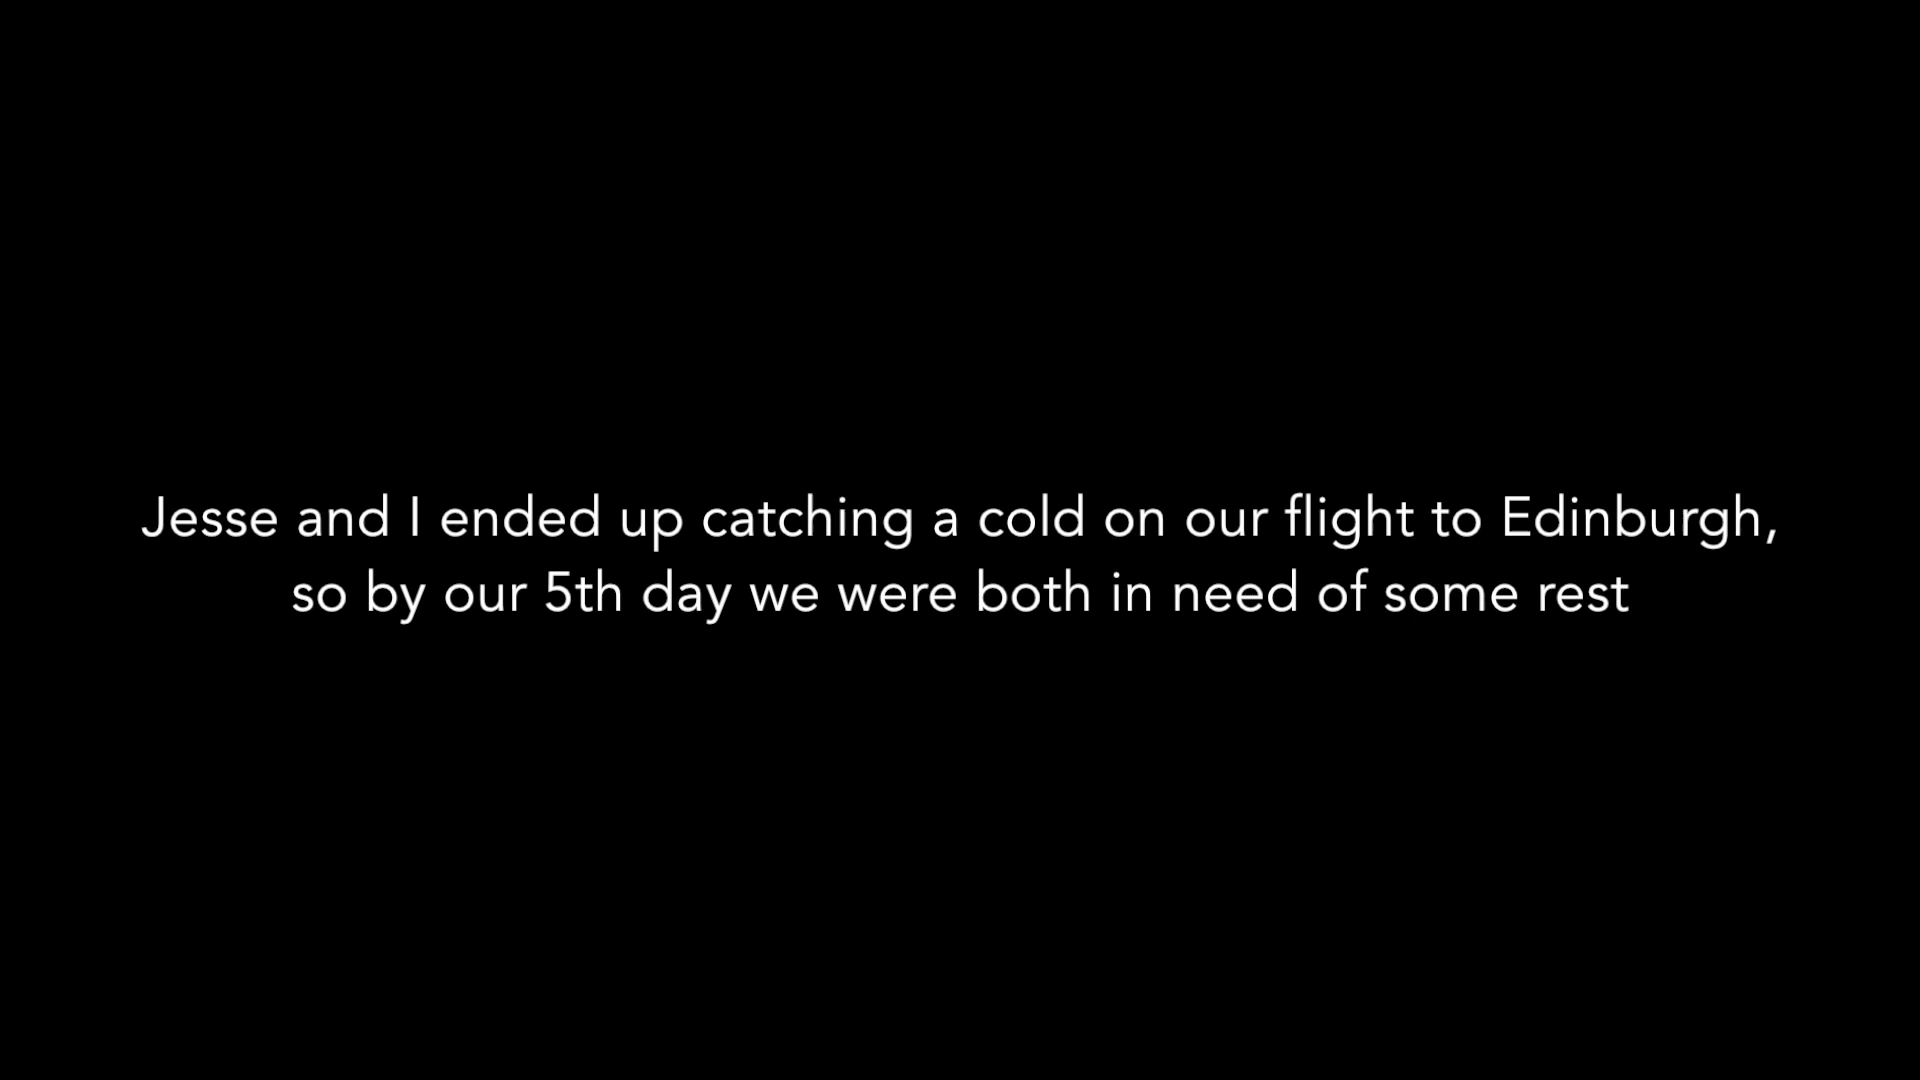 Jesse and I ended up catching a cold on our flight to Edinburgh,
so by our 5th day we were both in need of some rest